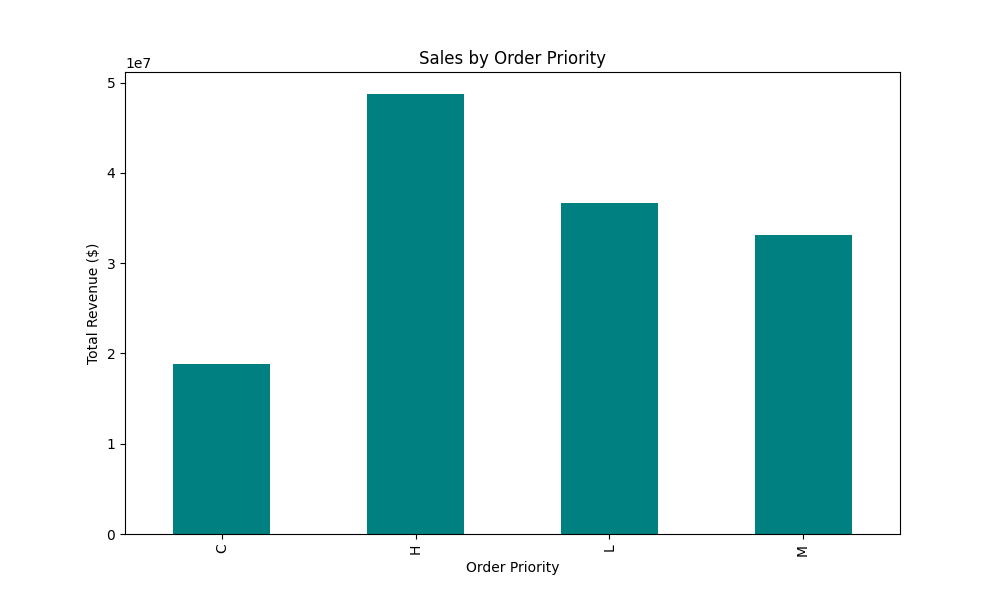 Sales by Order Priority
1e7
5
4
3
2
1
0
Total Revenue ($)
C
H
L
M
Order Priority